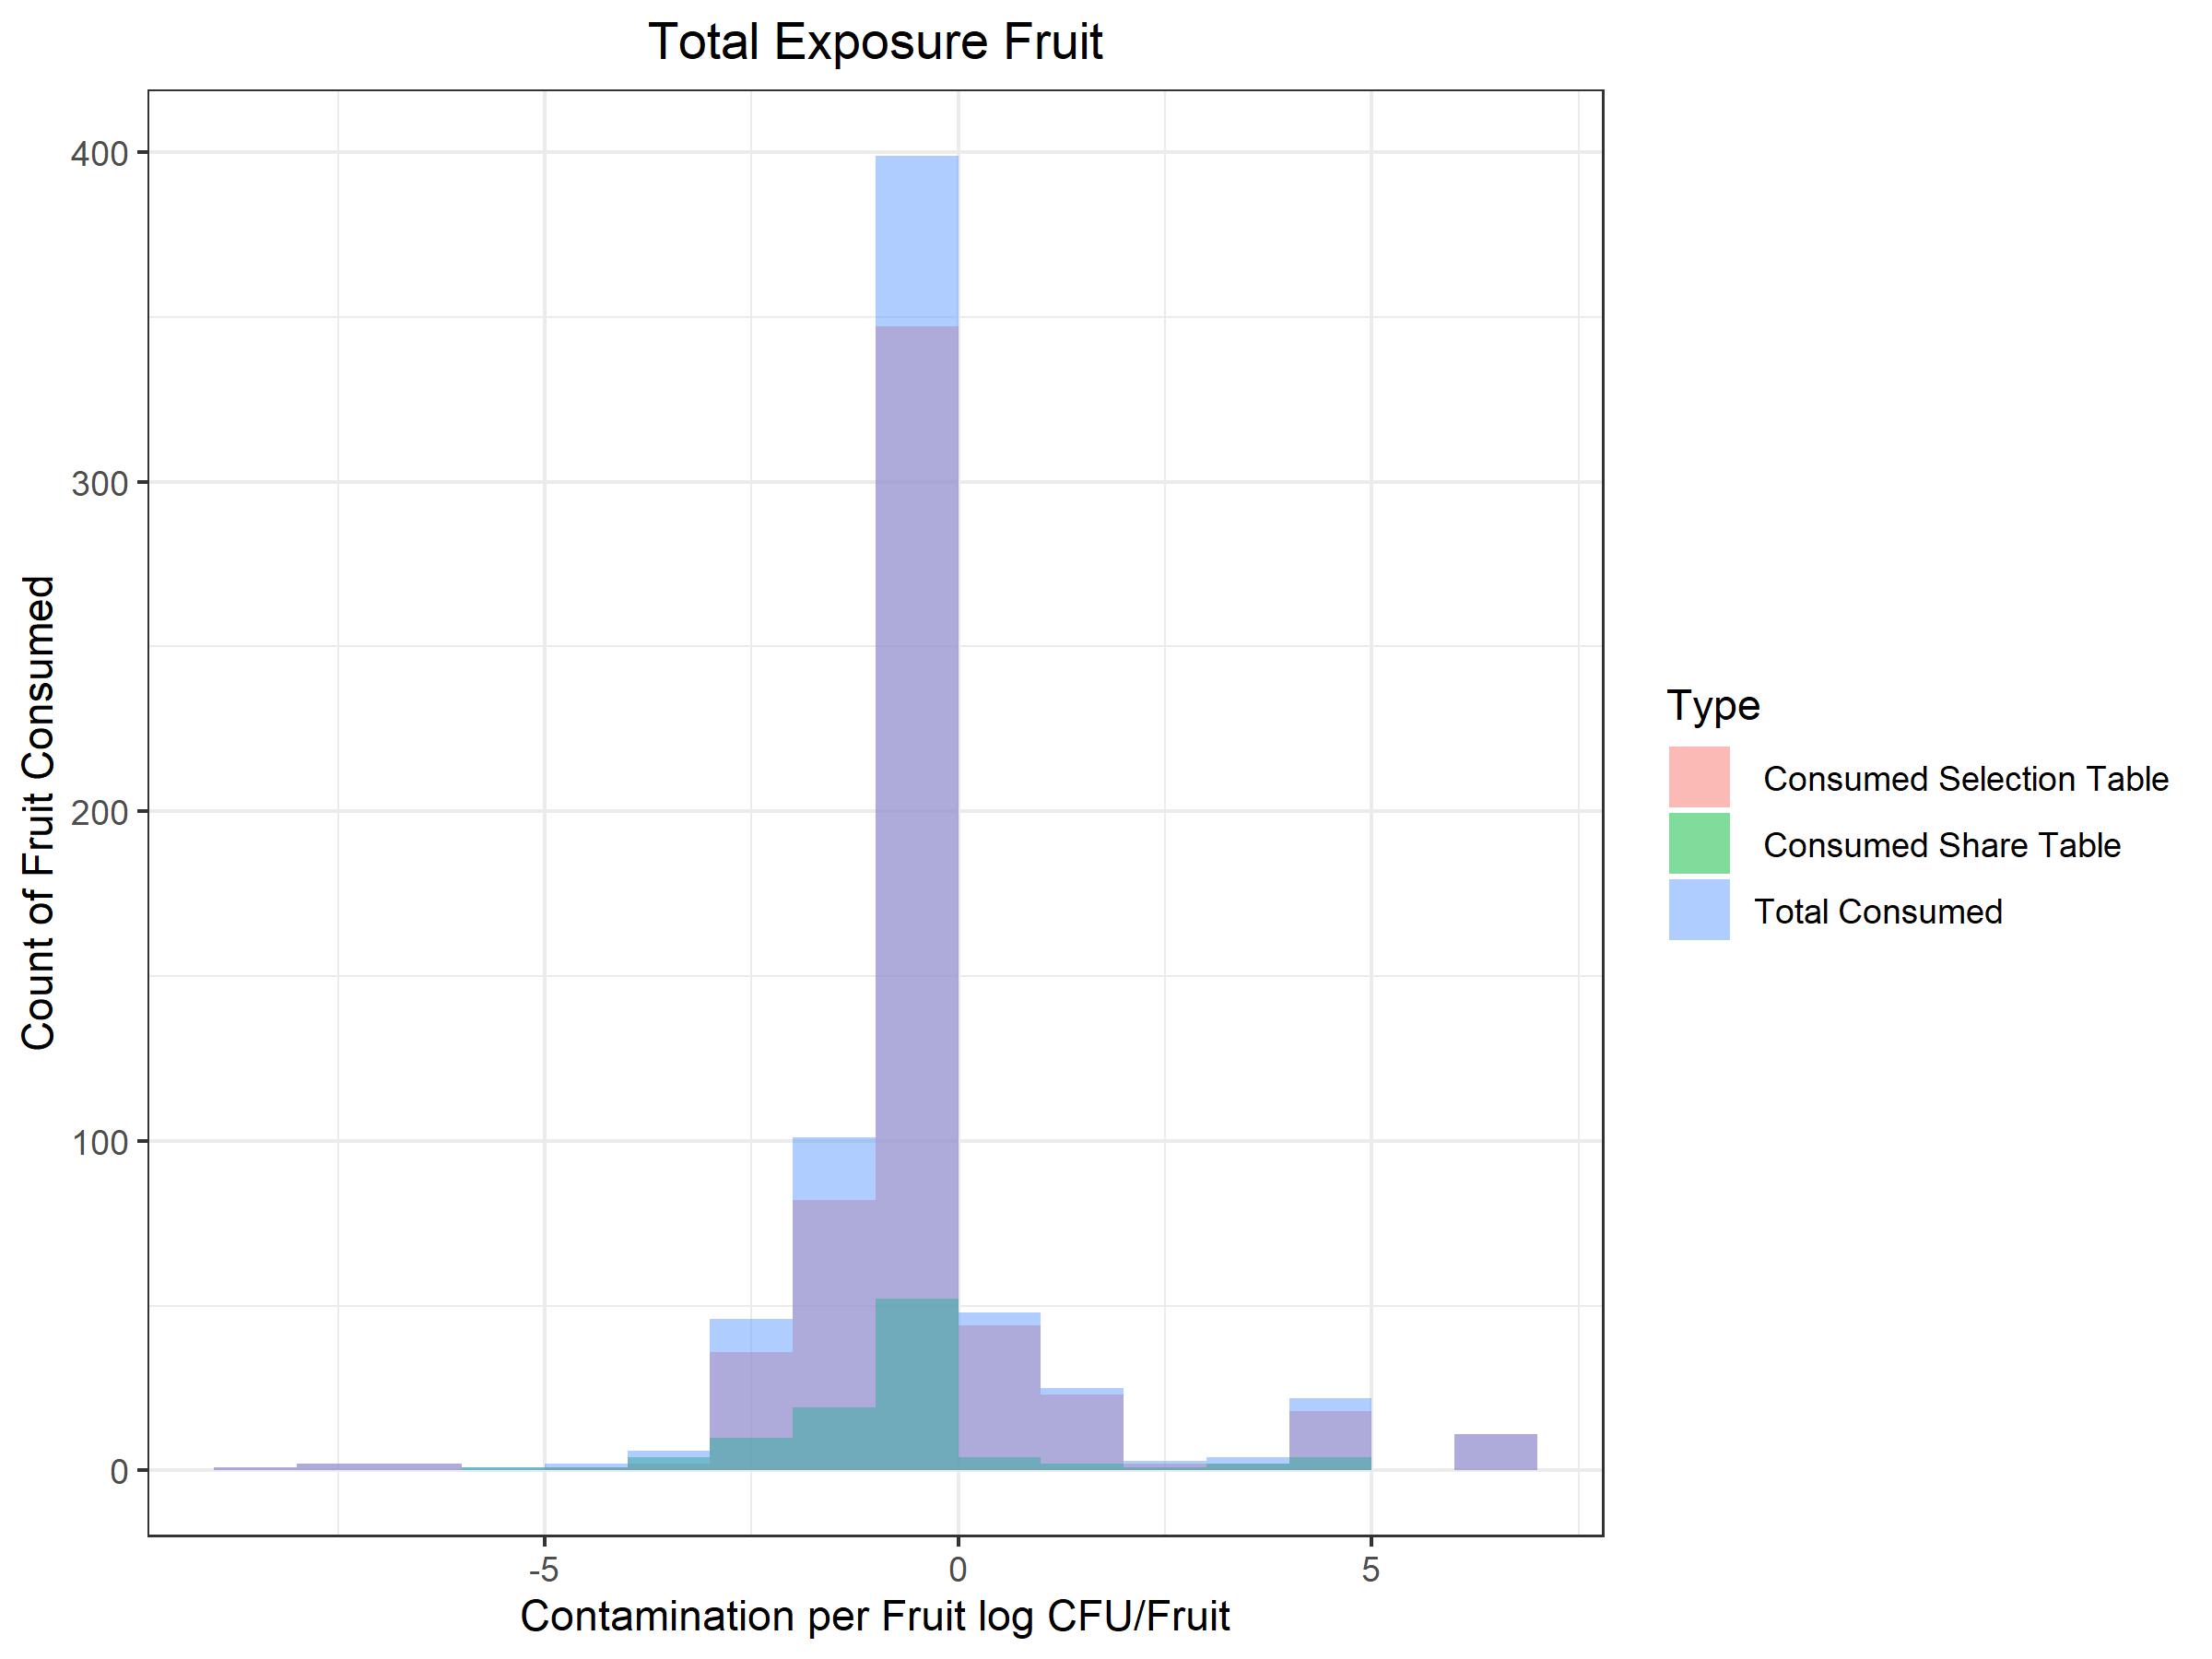 Total Exposure Fruit
Count of Fruit Consumed
400
300
200
100
0
-5
0
5
Contamination per Fruit log CFU/Fruit
Type
Consumed Selection Table
Consumed Share Table
Total Consumed